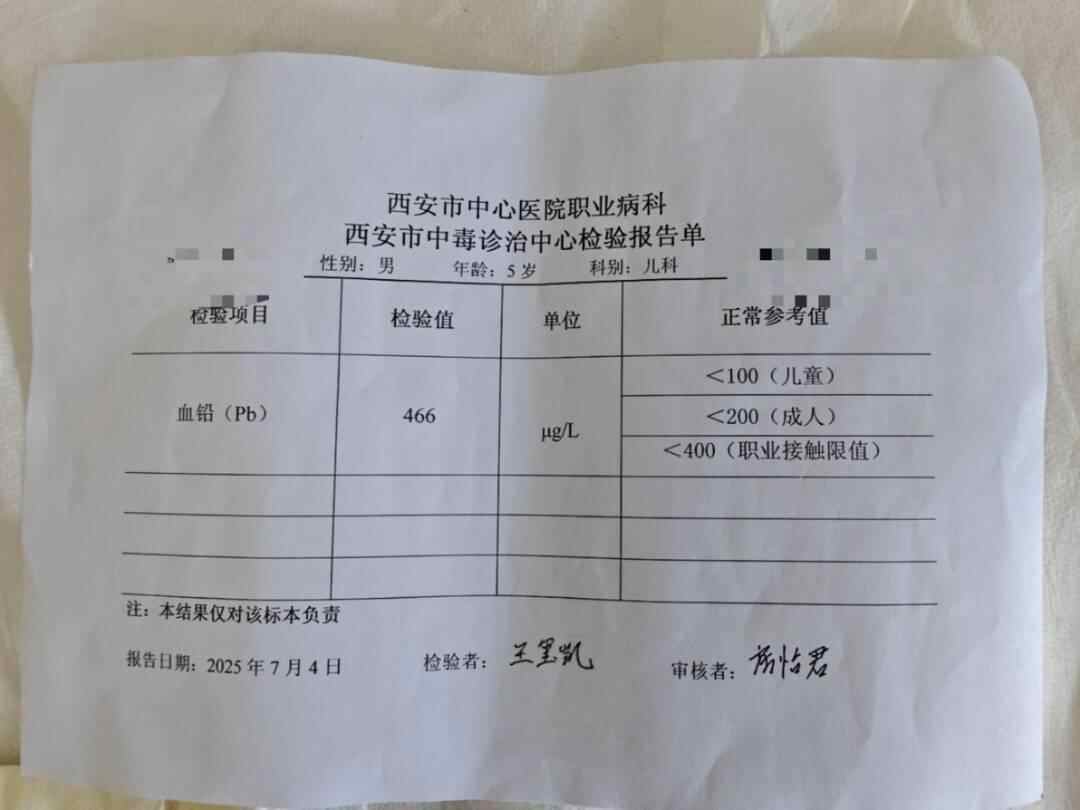 西安市中心医院职业病科
西安市中毒诊治中心检验报告单
性别：男 年龄：5岁 科别：儿科
检验项目 检验值 单位 正常参考值
血铅（Pb） 466 μg/L
<100（儿童）
<200（成人）
<400（职业接触限值）
注：本结果仅对该标本负责
报告日期：2025年7月4日 检验者： 审核者：